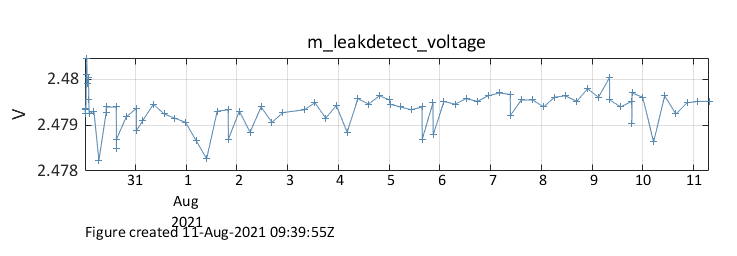 m_leakdetect_voltage
2.48
2.479
2.478
V
31 1 2 3 4 5 6 7 8 9 10 11
Aug
2021
Figure created 11-Aug-2021 09:39:55Z